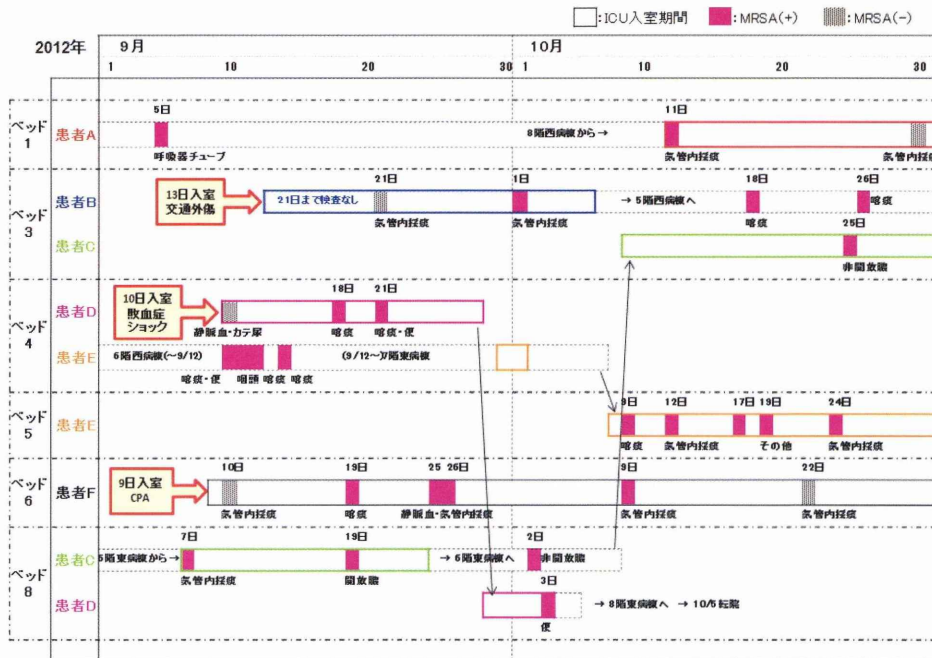 :ICU入室期間 :MRSA(+) :MRSA(-)
2012年 9月 10月
1 10 20 30 1 10 20 30
ベッド1
患者A
5日
呼吸器チューブ
8階西病棟から→
11日
気管内採痰
気管内採痰
ベッド3
患者B
13日入室
交通外傷
21日まで検査なし
21日
気管内採痰
1日
気管内採痰
→ 5階西病棟へ
18日
喀痰
26日
喀痰
患者C
25日
非開放膿
ベッド4
患者D
10日入室
敗血症
ショック
静脈血・カテ尿
18日
喀痰
21日
喀痰・便
患者E
6階西病棟(~9/12)
(9/12~)7階東病棟
喀痰・便 咽頭 喀痰 喀痰
ベッド5
患者E
9日
喀痰
12日
気管内採痰
17日
19日
その他
24日
気管内採痰
ベッド6
患者F
9日入室
CPA
10日
気管内採痰
19日
喀痰
25 26日
静脈血・気管内採痰
9日
気管内採痰
22日
気管内採痰
ベッド8
患者C
階東病棟から→
7日
気管内採痰
19日
開放膿
→ 6階東病棟へ
2日
非開放膿
患者D
3日
便
→ 8階東病棟へ → 10/5転院